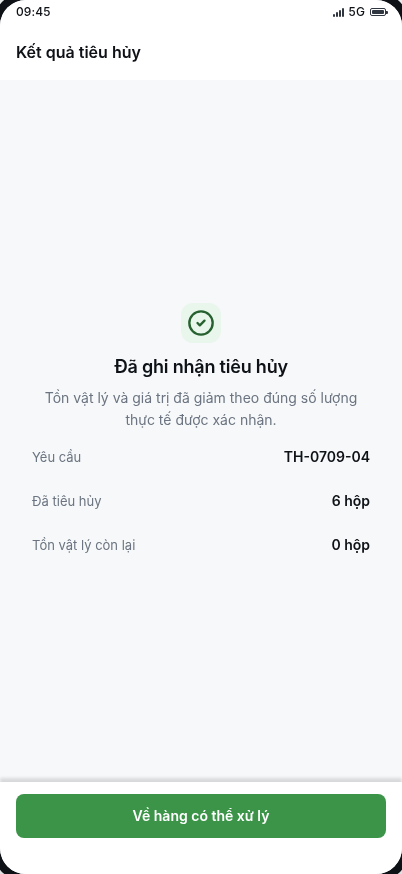 09:45
5G
Kết quả tiêu hủy
Đã ghi nhận tiêu hủy
Tồn vật lý và giá trị đã giảm theo đúng số lượng
thực tế được xác nhận.
Yêu cầu TH-0709-04
Đã tiêu hủy 6 hộp
Tồn vật lý còn lại 0 hộp
Về hàng có thể xử lý